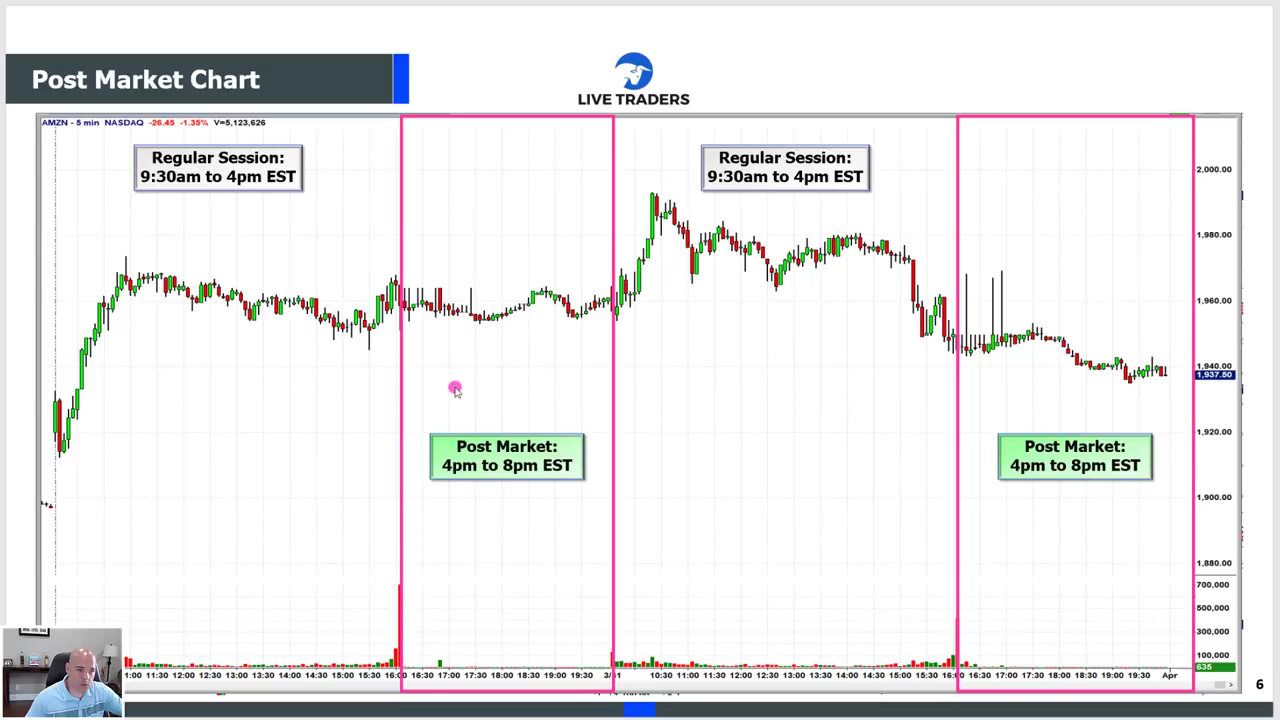 Post Market Chart
LIVE TRADERS
AMZN - 5 min NASDAQ -26.45 -1.35% V=5,123,626
Regular Session:
9:30am to 4pm EST
Regular Session:
9:30am to 4pm EST
2,000.00
1,980.00
1,960.00
1,940.00
1,937.50
1,920.00
Post Market:
4pm to 8pm EST
Post Market:
4pm to 8pm EST
1,900.00
1,880.00
700,000
500,000
300,000
100,000
635
11:30 12:00 12:30 13:00 13:30 14:00 14:30 15:00 15:30 16:00 16:30 17:00 17:30 18:00 18:30 19:00 19:30 10:30 11:00 11:30 12:00 12:30 13:00 13:30 14:00 14:30 15:00 15:30 16:30 17:00 17:30 18:00 18:30 19:00 19:30 Apr
6